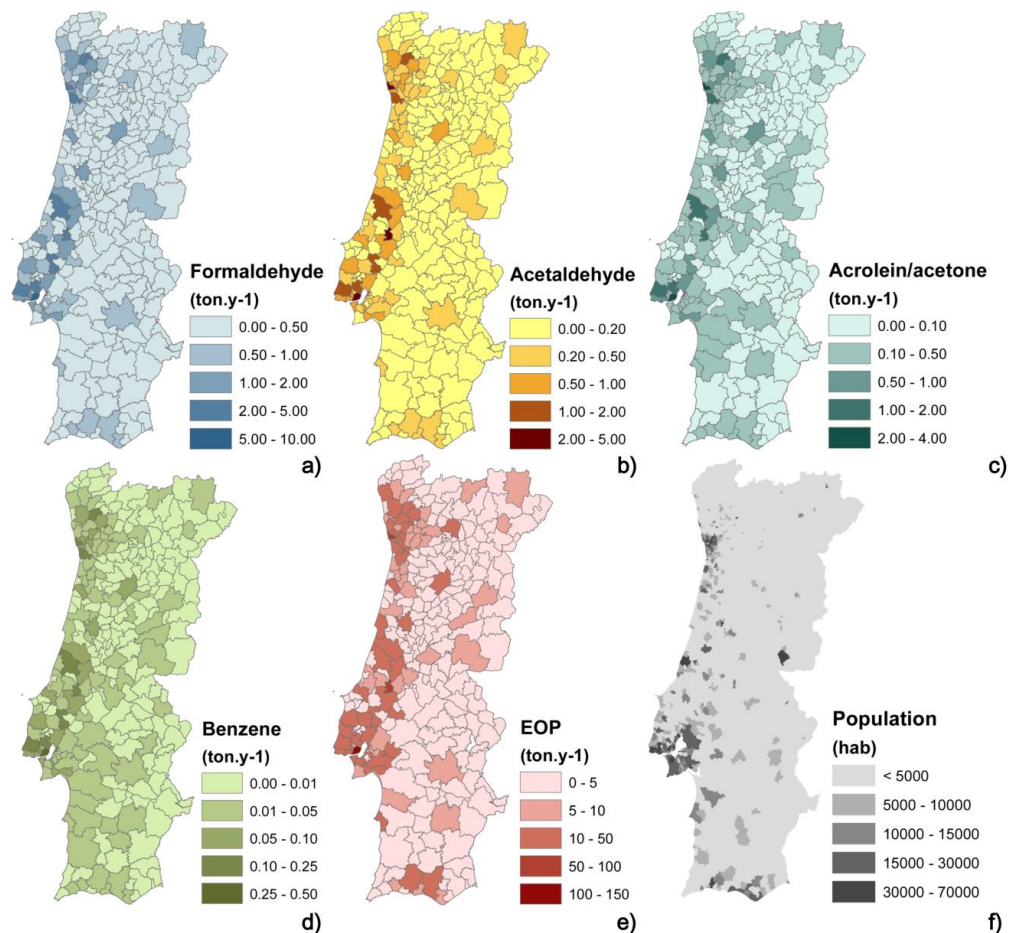 Formaldehyde
(ton.y-1)
0.00 - 0.50
0.50 - 1.00
1.00 - 2.00
2.00 - 5.00
5.00 - 10.00
a)
Acetaldehyde
(ton.y-1)
0.00 - 0.20
0.20 - 0.50
0.50 - 1.00
1.00 - 2.00
2.00 - 5.00
b)
Acrolein/acetone
(ton.y-1)
0.00 - 0.10
0.10 - 0.50
0.50 - 1.00
1.00 - 2.00
2.00 - 4.00
c)
Benzene
(ton.y-1)
0.00 - 0.01
0.01 - 0.05
0.05 - 0.10
0.10 - 0.25
0.25 - 0.50
d)
EOP
(ton.y-1)
0 - 5
5 - 10
10 - 50
50 - 100
100 - 150
e)
Population
(hab)
< 5000
5000 - 10000
10000 - 15000
15000 - 30000
30000 - 70000
f)